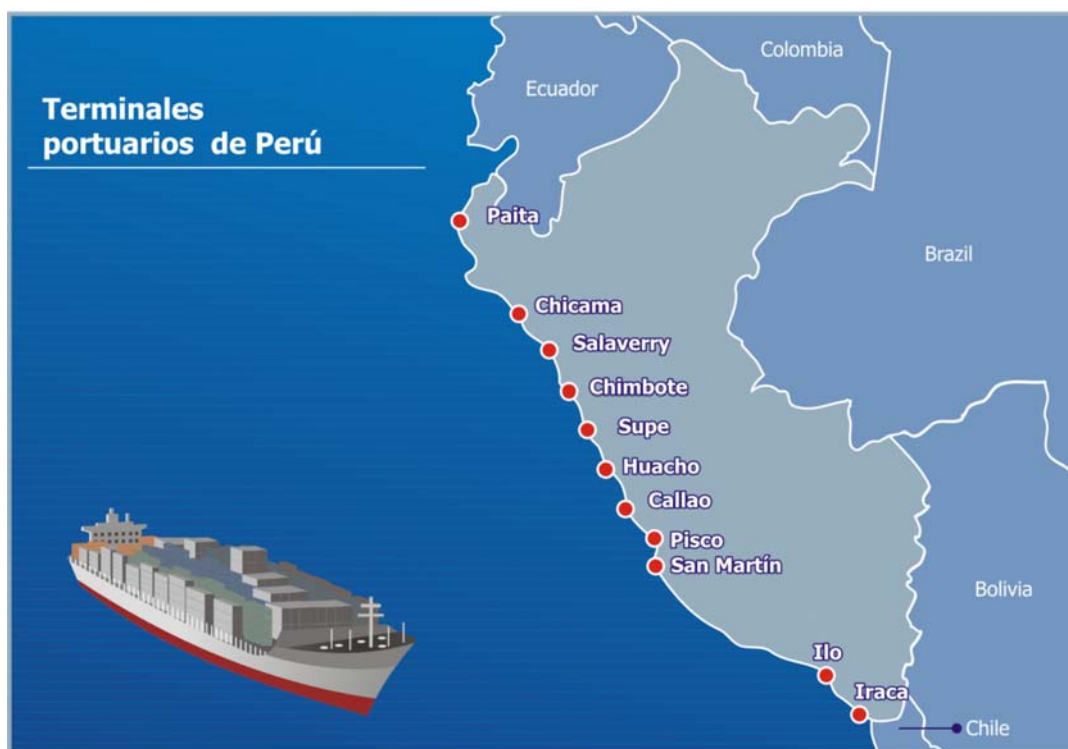 Terminales
portuarios de Perú
Colombia
Ecuador
Paita
Brazil
Chicama
Salaverry
Chimbote
Supe
Huacho
Callao
Pisco
San Martín
Bolivia
Ilo
Iraca
Chile